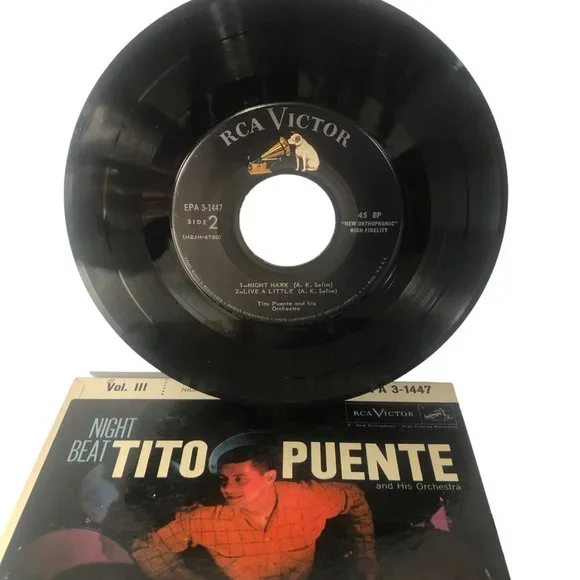 RCA VICTOR
EPA 3-1447
SIDE 2
45 EP
"NEW ORTHOPHONIC"
HIGH FIDELITY
1—NIGHT HAWK (A. K. Salim)
2—LIVE A LITTLE (A. K. Salim)
Tito Puente and his
Orchestra
Vol. III
A 3-1447
RCA VICTOR
NIGHT
BEAT
TITO PUENTE
and His Orchestra